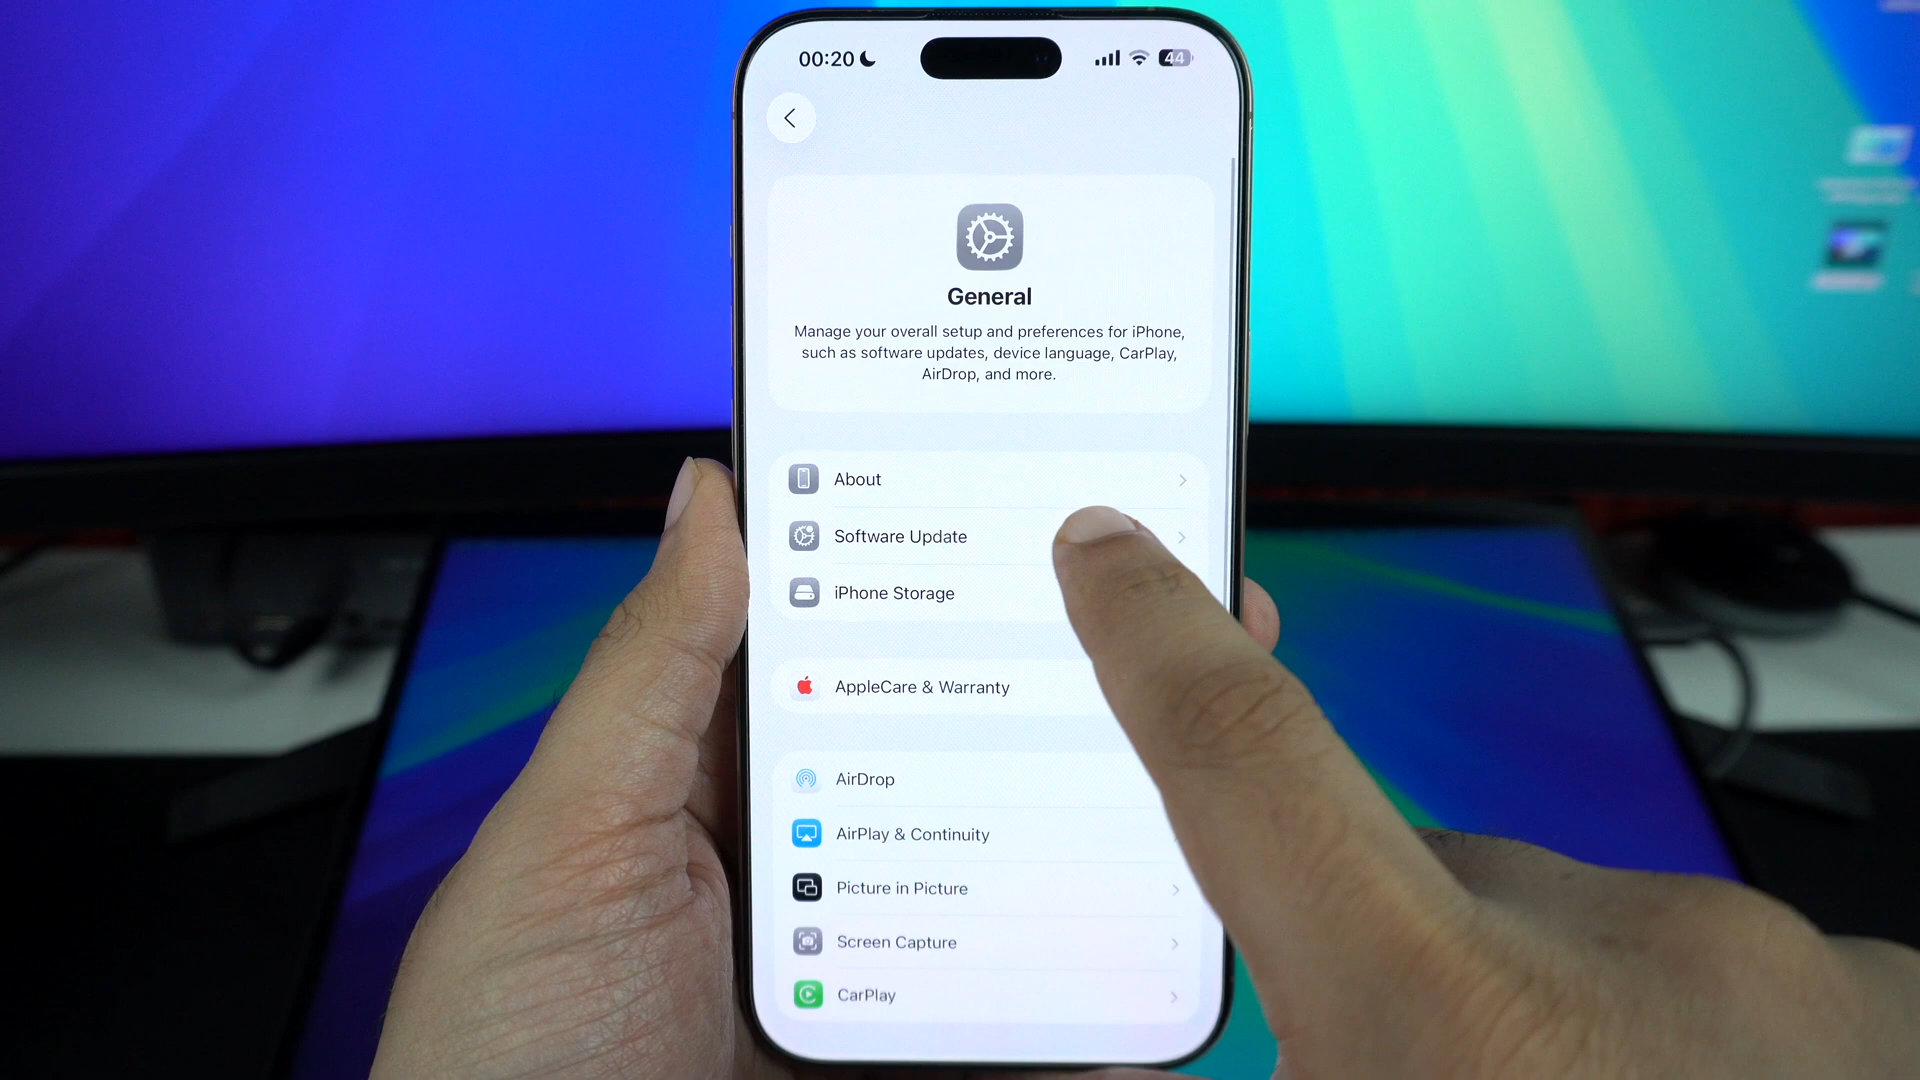 00:20
44
General
Manage your overall setup and preferences for iPhone,
such as software updates, device language, CarPlay,
AirDrop, and more.
About
Software Update
iPhone Storage
AppleCare & Warranty
AirDrop
AirPlay & Continuity
Picture in Picture
Screen Capture
CarPlay